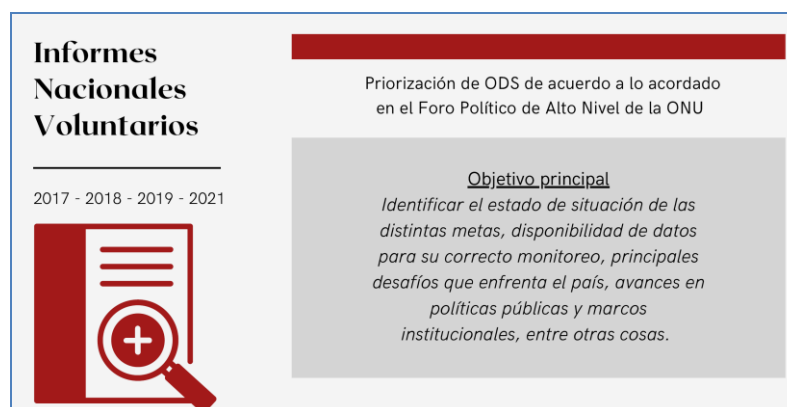 Informes
Nacionales
Voluntarios
2017 - 2018 - 2019 - 2021
Priorización de ODS de acuerdo a lo acordado
en el Foro Político de Alto Nivel de la ONU
Objetivo principal
Identificar el estado de situación de las
distintas metas, disponibilidad de datos
para su correcto monitoreo, principales
desafíos que enfrenta el país, avances en
políticas públicas y marcos
institucionales, entre otras cosas.